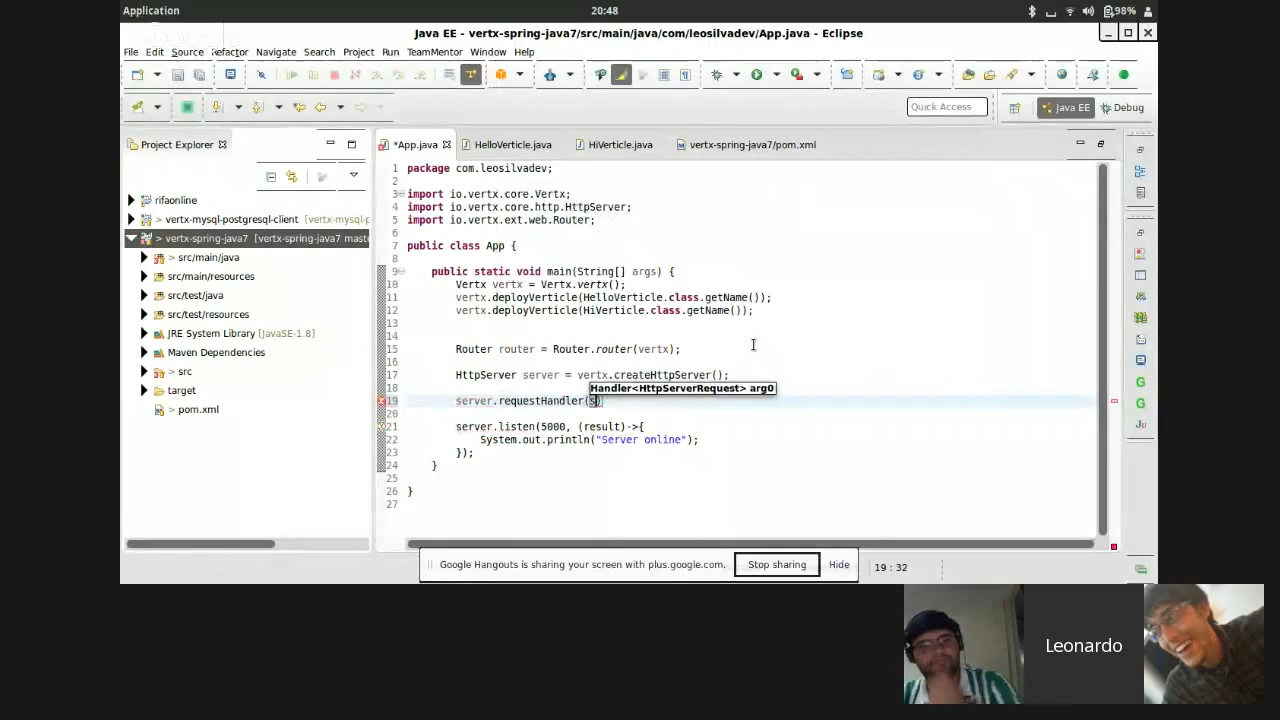 Application
20:48
98%
Java EE - vertx-spring-java7/src/main/java/com/leosilvadev/App.java - Eclipse
File Edit Source Refactor Navigate Search Project Run TeamMentor Window Help
Quick Access
Java EE
Debug
Project Explorer
*App.java
HelloVerticle.java
HiVerticle.java
vertx-spring-java7/pom.xml
rifaonline
> vertx-mysql-postgresql-client [vertx-mysql-p
> vertx-spring-java7 [vertx-spring-java7 mast
> src/main/java
src/main/resources
src/test/java
src/test/resources
JRE System Library [JavaSE-1.8]
Maven Dependencies
> src
target
> pom.xml
1 package com.leosilvadev;
2
3 import io.vertx.core.Vertx;
4 import io.vertx.core.http.HttpServer;
5 import io.vertx.ext.web.Router;
6
7 public class App {
8
9 public static void main(String[] args) {
10 Vertx vertx = Vertx.vertx();
11 vertx.deployVerticle(HelloVerticle.class.getName());
12 vertx.deployVerticle(HiVerticle.class.getName());
13
14
15 Router router = Router.router(vertx);
16
17 HttpServer server = vertx.createHttpServer();
18
Handler<HttpServerRequest> arg0
19 server.requestHandler(s)
20
21 server.listen(5000, (result)->{
22 System.out.println("Server online");
23 });
24 }
25
26 }
27
Google Hangouts is sharing your screen with plus.google.com.
Stop sharing
Hide
19 : 32
Leonardo